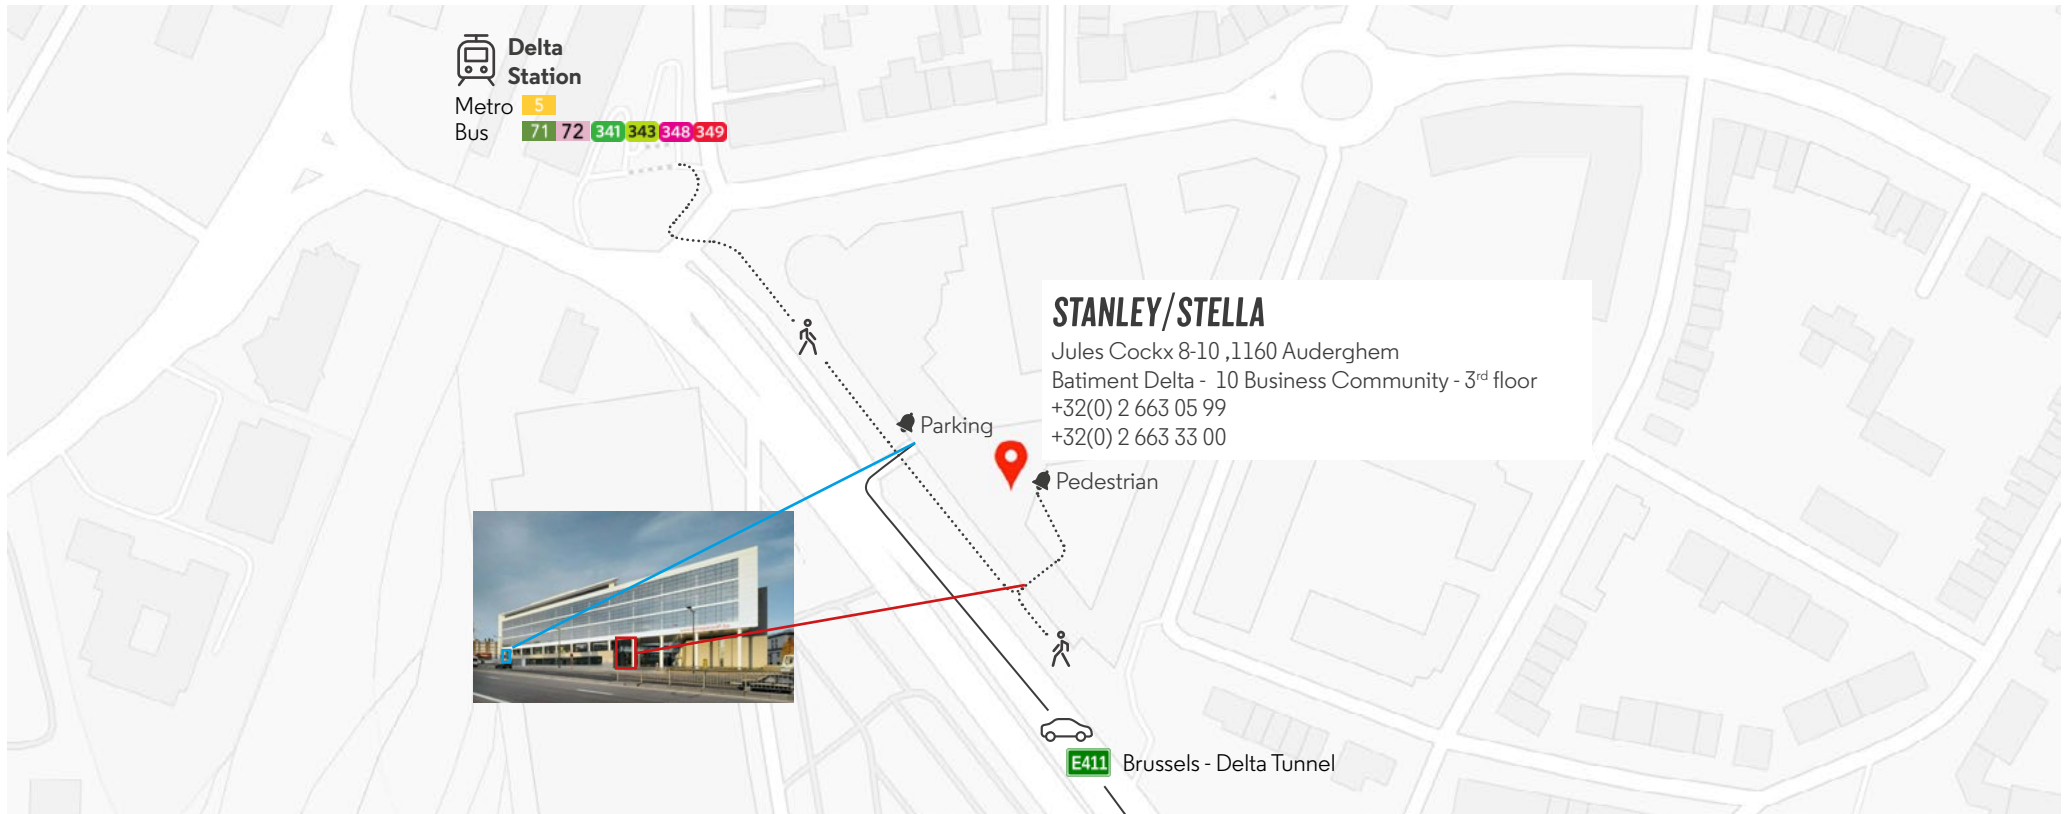 Delta
Station
Metro 5
Bus 71 72 341 343 348 349
STANLEY/STELLA
Jules Cockx 8-10 ,1160 Auderghem
Batiment Delta - 10 Business Community - 3rd floor
+32(0) 2 663 05 99
+32(0) 2 663 33 00
Parking
Pedestrian
E411 Brussels - Delta Tunnel